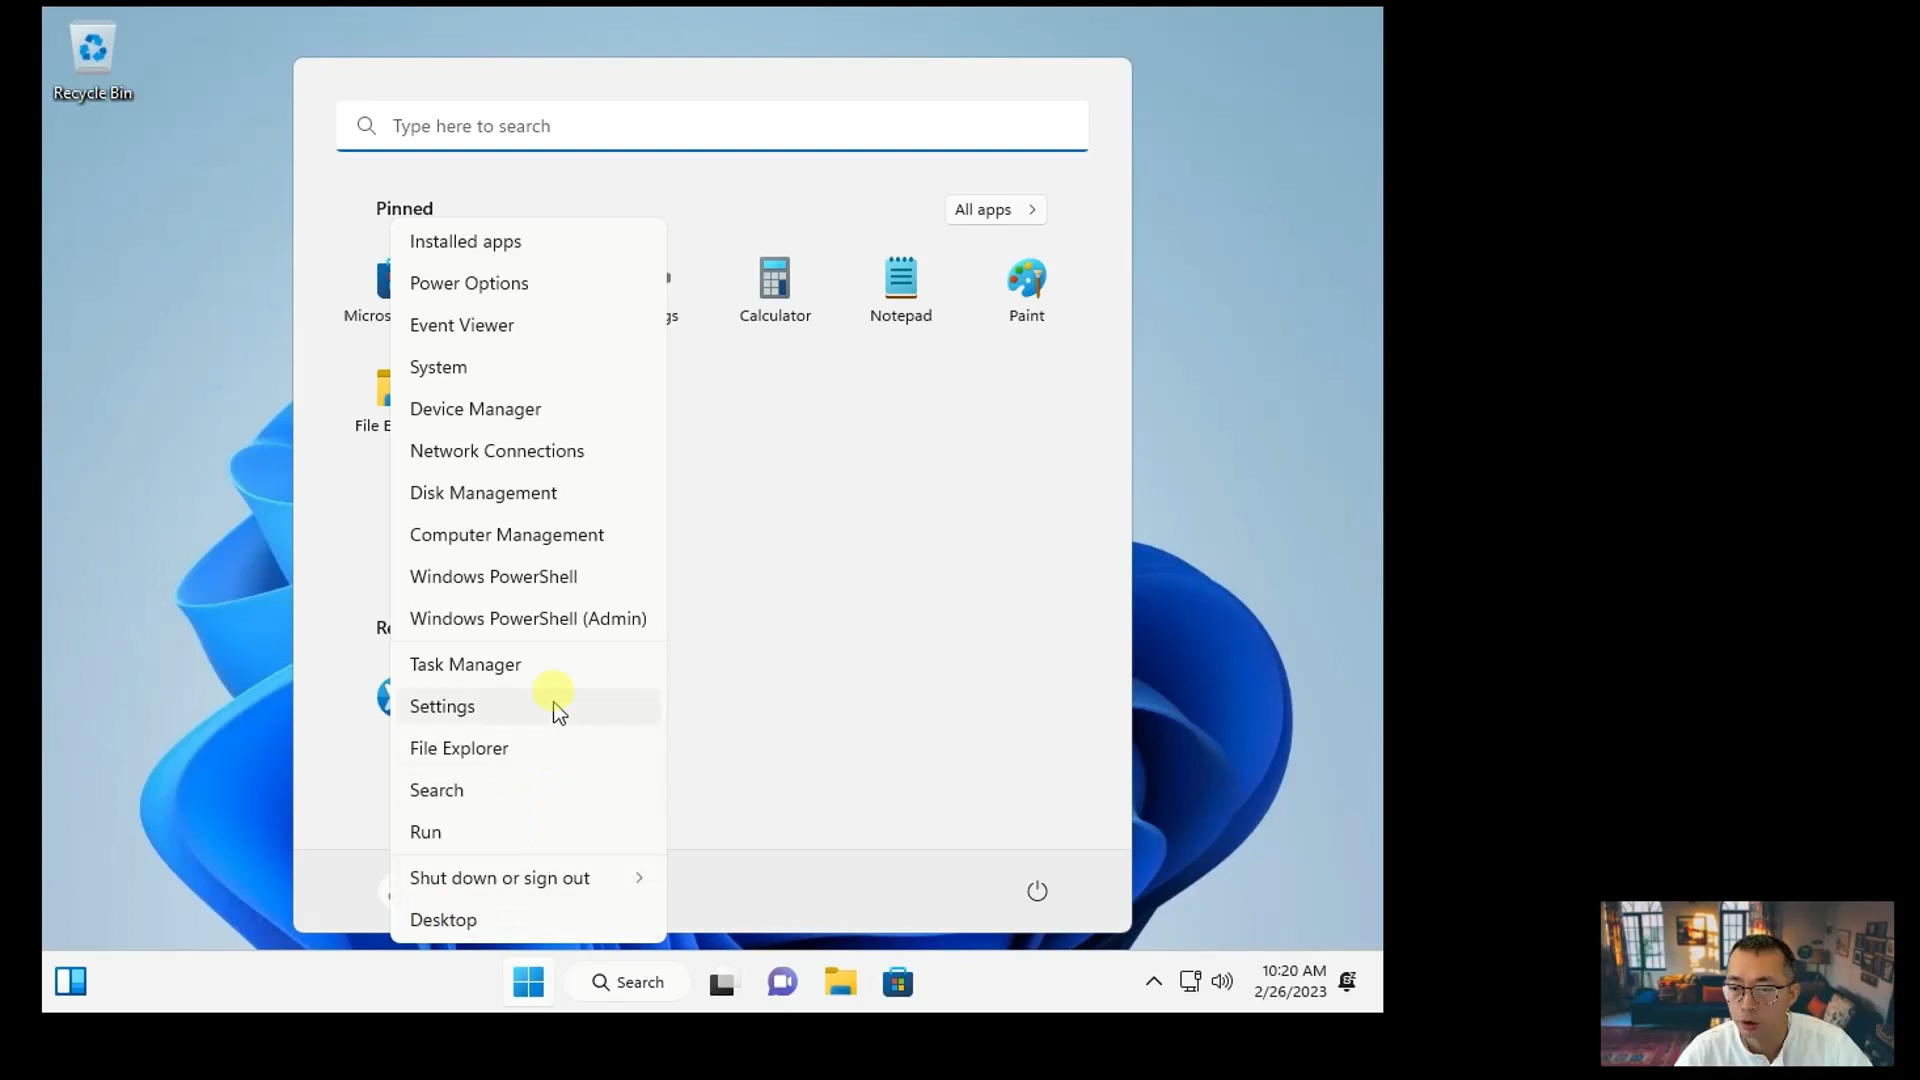 Recycle Bin
Type here to search
Pinned
All apps
Installed apps
Power Options
Event Viewer
System
Device Manager
Network Connections
Disk Management
Computer Management
Windows PowerShell
Windows PowerShell (Admin)
Task Manager
Settings
File Explorer
Search
Run
Shut down or sign out
Desktop
Micros
gs
Calculator
Notepad
Paint
File E
Re
Search
10:20 AM
2/26/2023